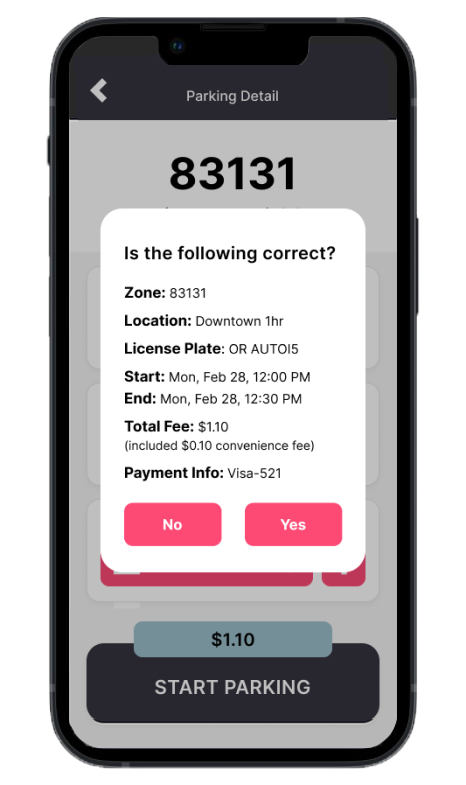 Parking Detail
83131
Is the following correct?
Zone: 83131
Location: Downtown 1hr
License Plate: OR AUTOI5
Start: Mon, Feb 28, 12:00 PM
End: Mon, Feb 28, 12:30 PM
Total Fee: $1.10
(included $0.10 convenience fee)
Payment Info: Visa-521
No Yes
$1.10
START PARKING